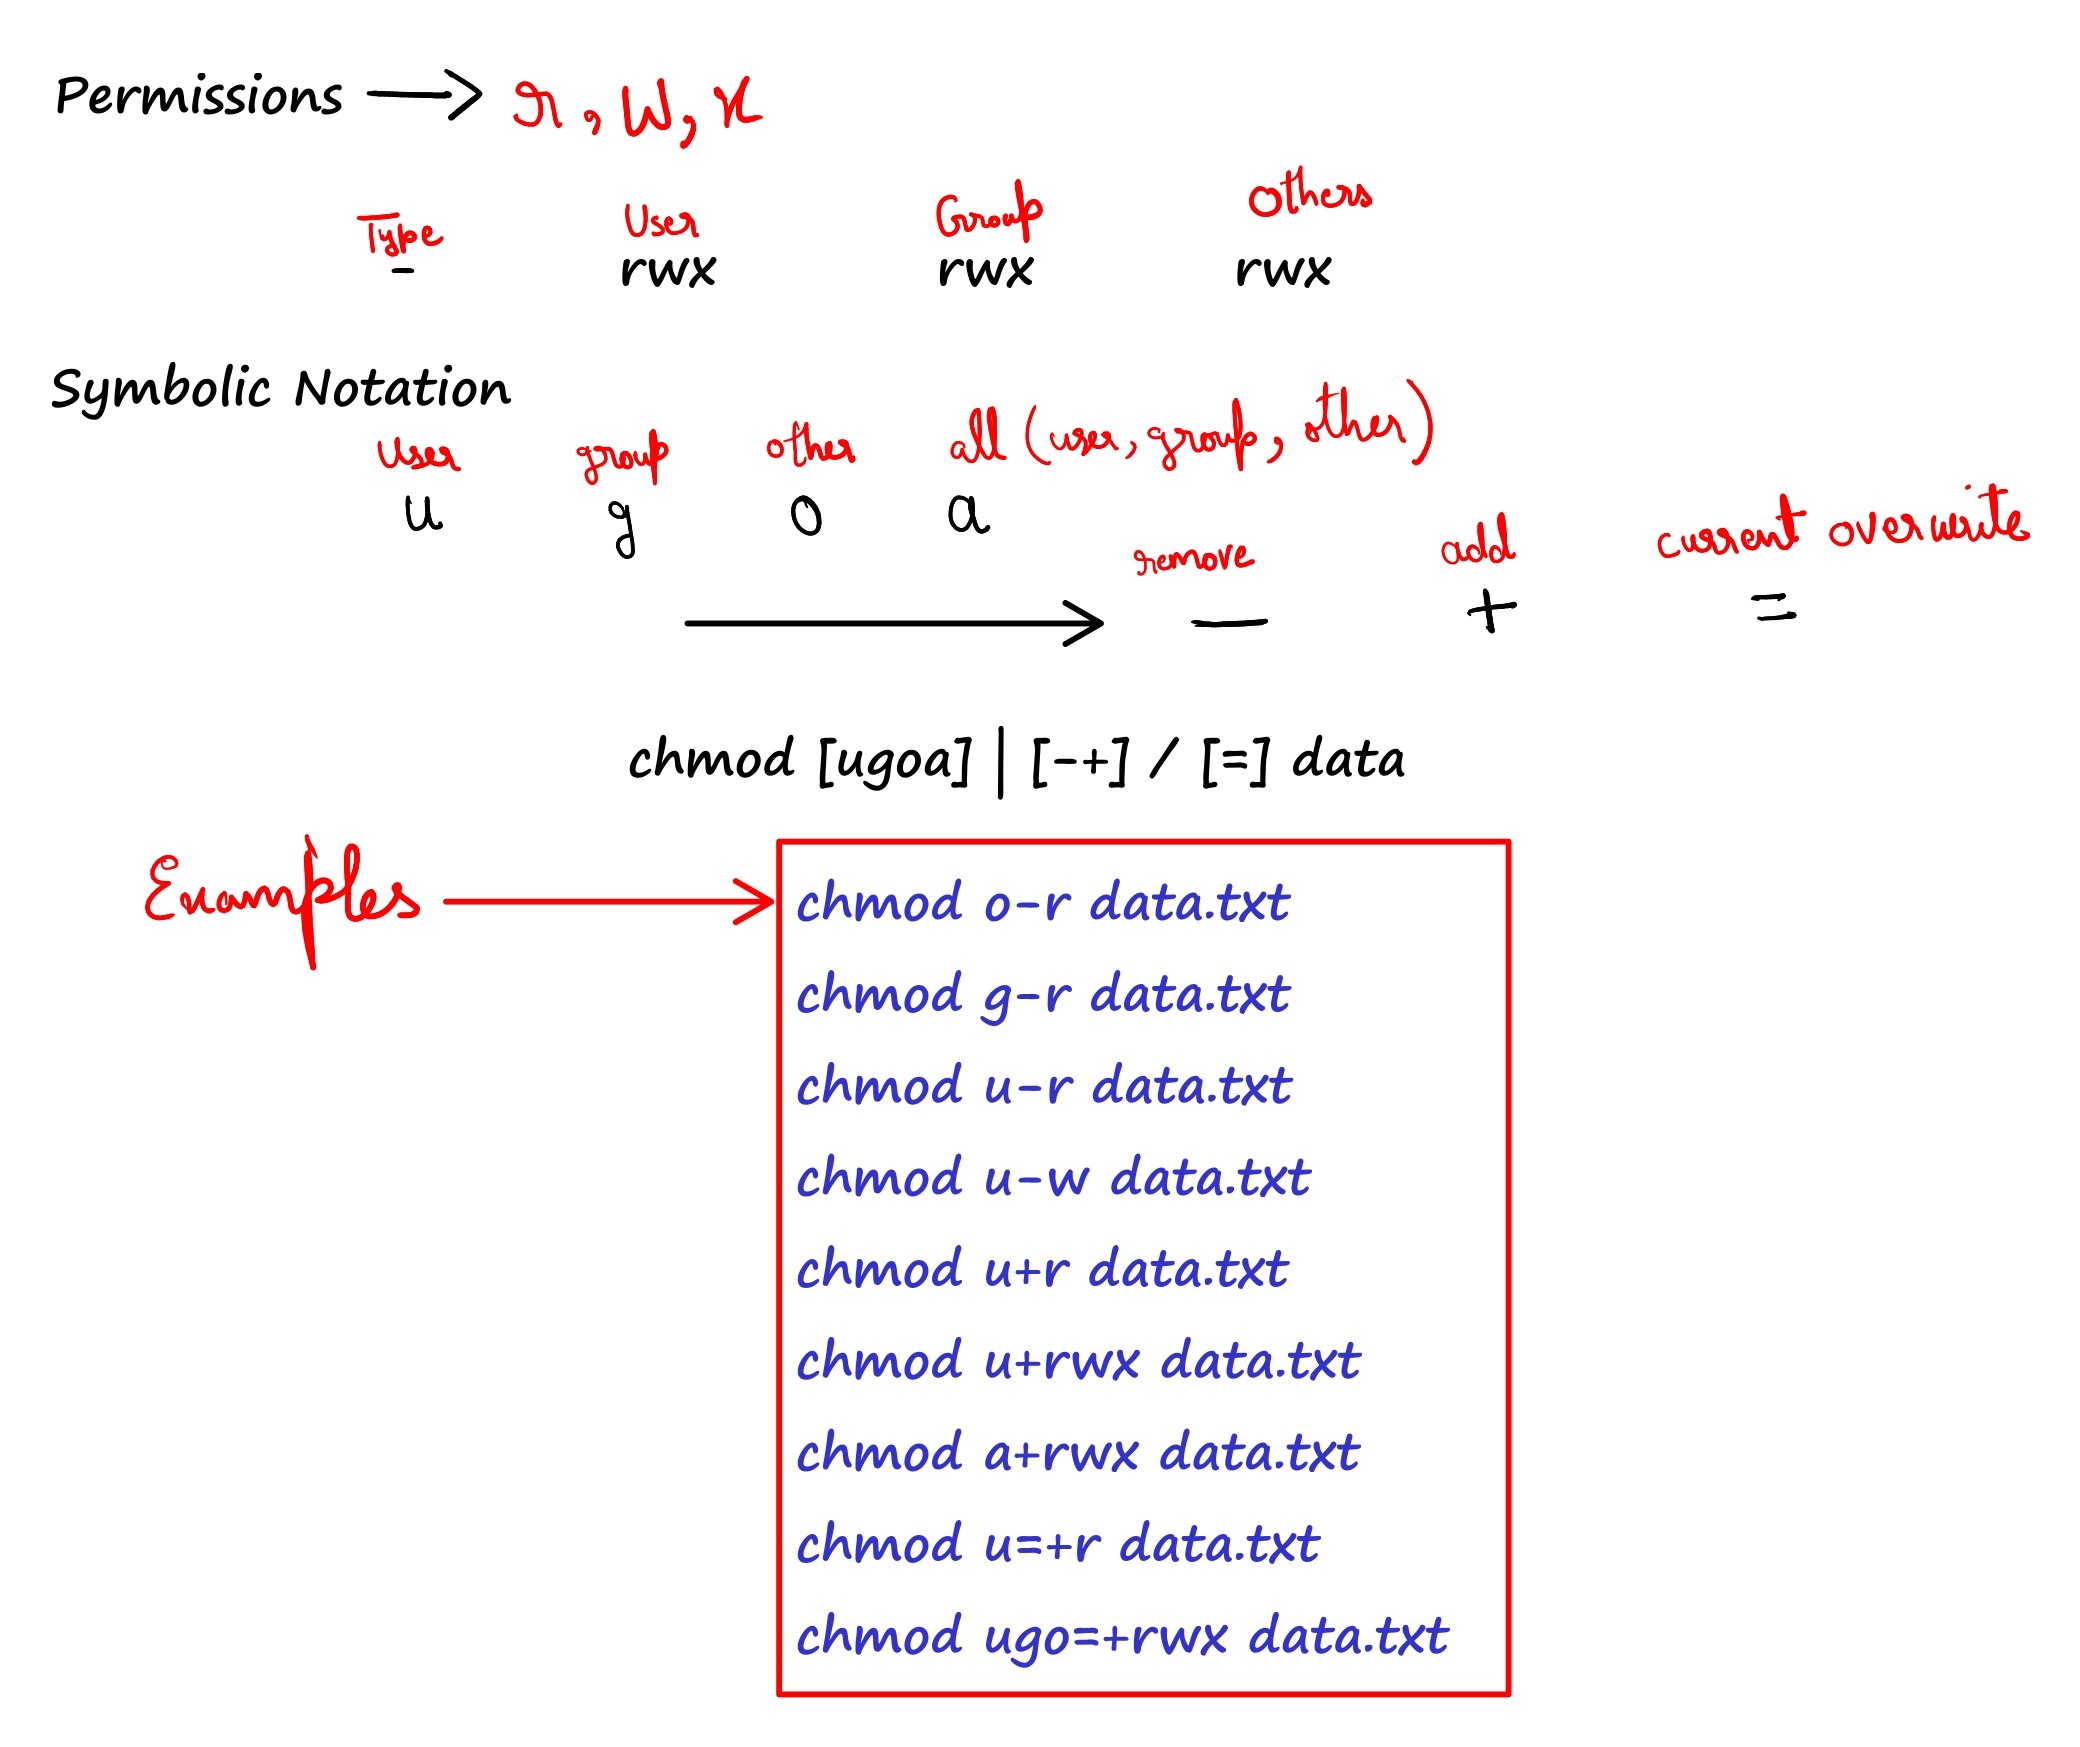 Permissions → r, w, x
Type User Group Others
- rwx rwx rwx
Symbolic Notation
user group other all (user, group, other)
u g o a
remove add current overwrite
→ - + =
chmod [ugoa] | [-+] / [=] data
Examples →
chmod o-r data.txt
chmod g-r data.txt
chmod u-r data.txt
chmod u-w data.txt
chmod u+r data.txt
chmod u+rwx data.txt
chmod a+rwx data.txt
chmod u=+r data.txt
chmod ugo=+rwx data.txt